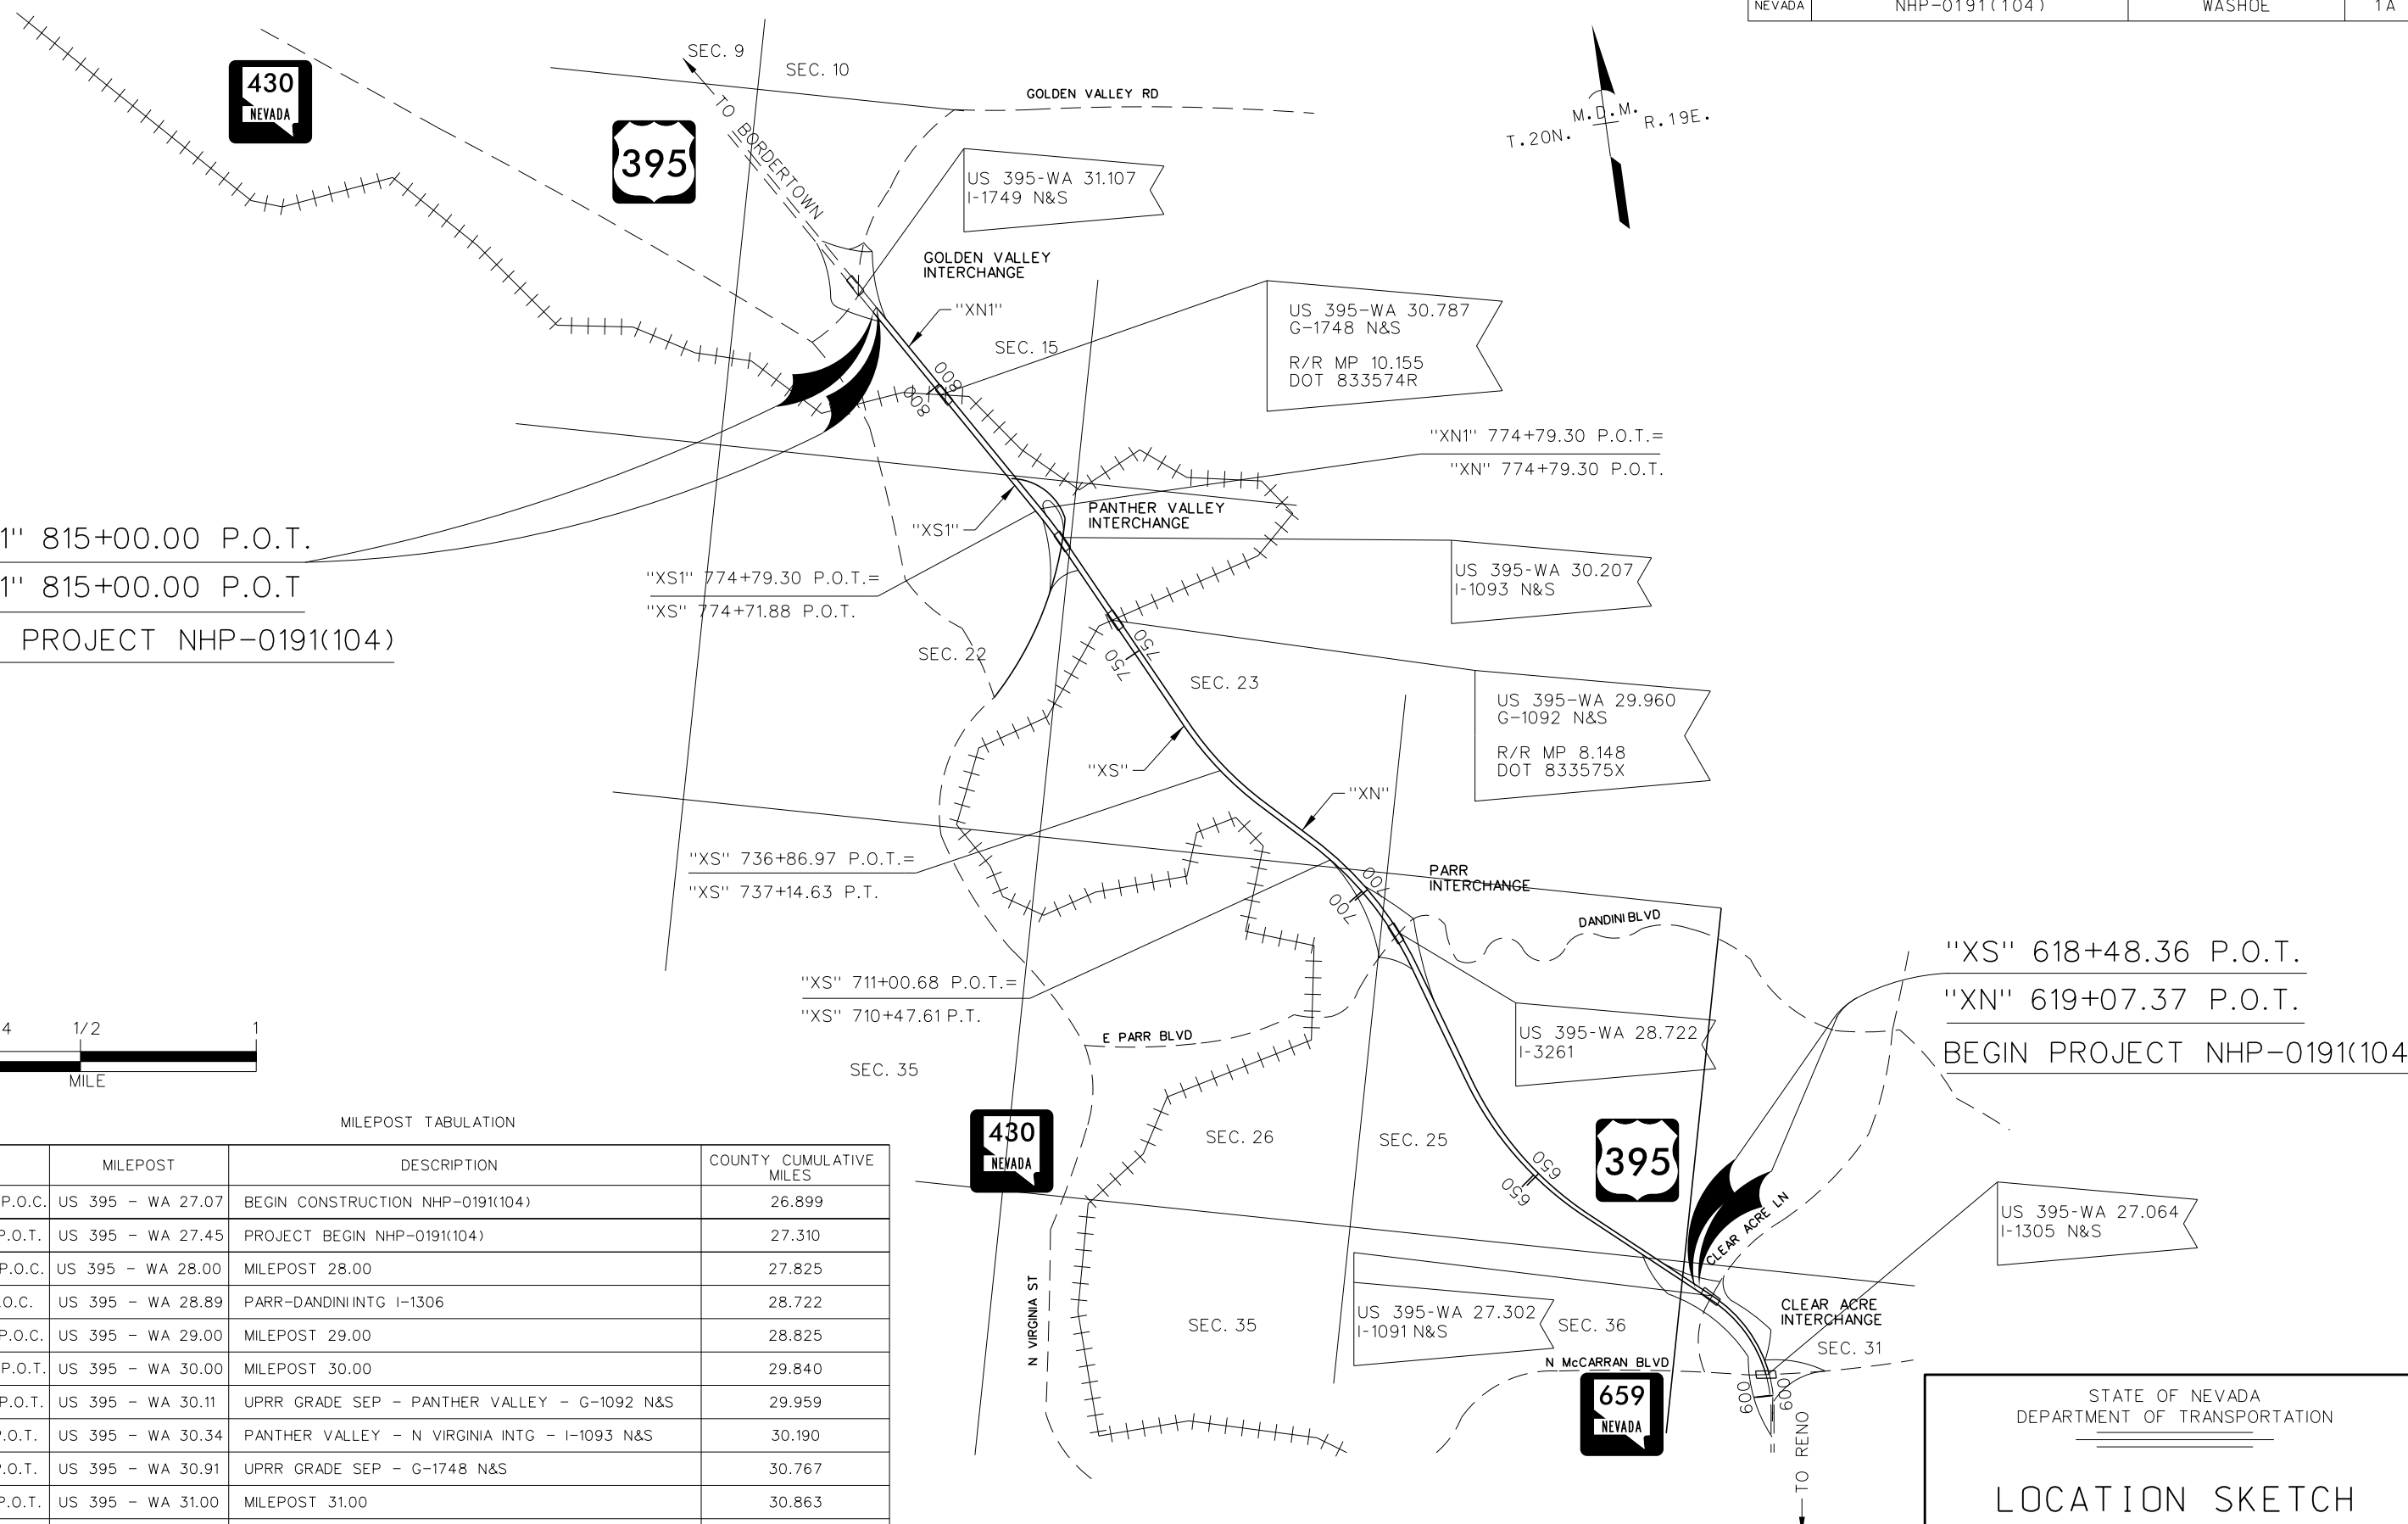 NEVADA NHP-0191(104) WASHOE 1A
SEC. 9
SEC. 10
430
NEVADA
395
TO BORDERTOWN
GOLDEN VALLEY RD
T.20N. M.D.M. R.19E.
US 395-WA 31.107
I-1749 N&S
GOLDEN VALLEY
INTERCHANGE
"XN1"
SEC. 15
US 395-WA 30.787
G-1748 N&S
R/R MP 10.155
DOT 833574R
800
800
"XN1" 774+79.30 P.O.T.=
"XN" 774+79.30 P.O.T.
PANTHER VALLEY
INTERCHANGE
"XS1"
1" 815+00.00 P.O.T.
1" 815+00.00 P.O.T
PROJECT NHP-0191(104)
"XS1" 774+79.30 P.O.T.=
"XS" 774+71.88 P.O.T.
US 395-WA 30.207
I-1093 N&S
750
750
SEC. 22
SEC. 23
US 395-WA 29.960
G-1092 N&S
R/R MP 8.148
DOT 833575X
"XS"
"XN"
"XS" 736+86.97 P.O.T.=
"XS" 737+14.63 P.T.
PARR
INTERCHANGE
700
700
DANDINI BLVD
"XS" 618+48.36 P.O.T.
"XN" 619+07.37 P.O.T.
BEGIN PROJECT NHP-0191(104
"XS" 711+00.68 P.O.T.=
"XS" 710+47.61 P.T.
E PARR BLVD
US 395-WA 28.722
I-3261
4 1/2 1
MILE
SEC. 35
430
NEVADA
SEC. 26
SEC. 25
395
650
650
CLEAR ACRE LN
US 395-WA 27.064
I-1305 N&S
N VIRGINIA ST
SEC. 35
US 395-WA 27.302
I-1091 N&S
SEC. 36
CLEAR ACRE
INTERCHANGE
SEC. 31
N McCARRAN BLVD
659
NEVADA
600
600
TO RENO
MILEPOST TABULATION
MILEPOST DESCRIPTION COUNTY CUMULATIVE
MILES
P.O.C. US 395 - WA 27.07 BEGIN CONSTRUCTION NHP-0191(104) 26.899
P.O.T. US 395 - WA 27.45 PROJECT BEGIN NHP-0191(104) 27.310
P.O.C. US 395 - WA 28.00 MILEPOST 28.00 27.825
.O.C. US 395 - WA 28.89 PARR-DANDINI INTG I-1306 28.722
P.O.C. US 395 - WA 29.00 MILEPOST 29.00 28.825
P.O.T. US 395 - WA 30.00 MILEPOST 30.00 29.840
P.O.T. US 395 - WA 30.11 UPRR GRADE SEP - PANTHER VALLEY - G-1092 N&S 29.959
P.O.T. US 395 - WA 30.34 PANTHER VALLEY - N VIRGINIA INTG - I-1093 N&S 30.190
P.O.T. US 395 - WA 30.91 UPRR GRADE SEP - G-1748 N&S 30.767
P.O.T. US 395 - WA 31.00 MILEPOST 31.00 30.863
STATE OF NEVADA
DEPARTMENT OF TRANSPORTATION
LOCATION SKETCH